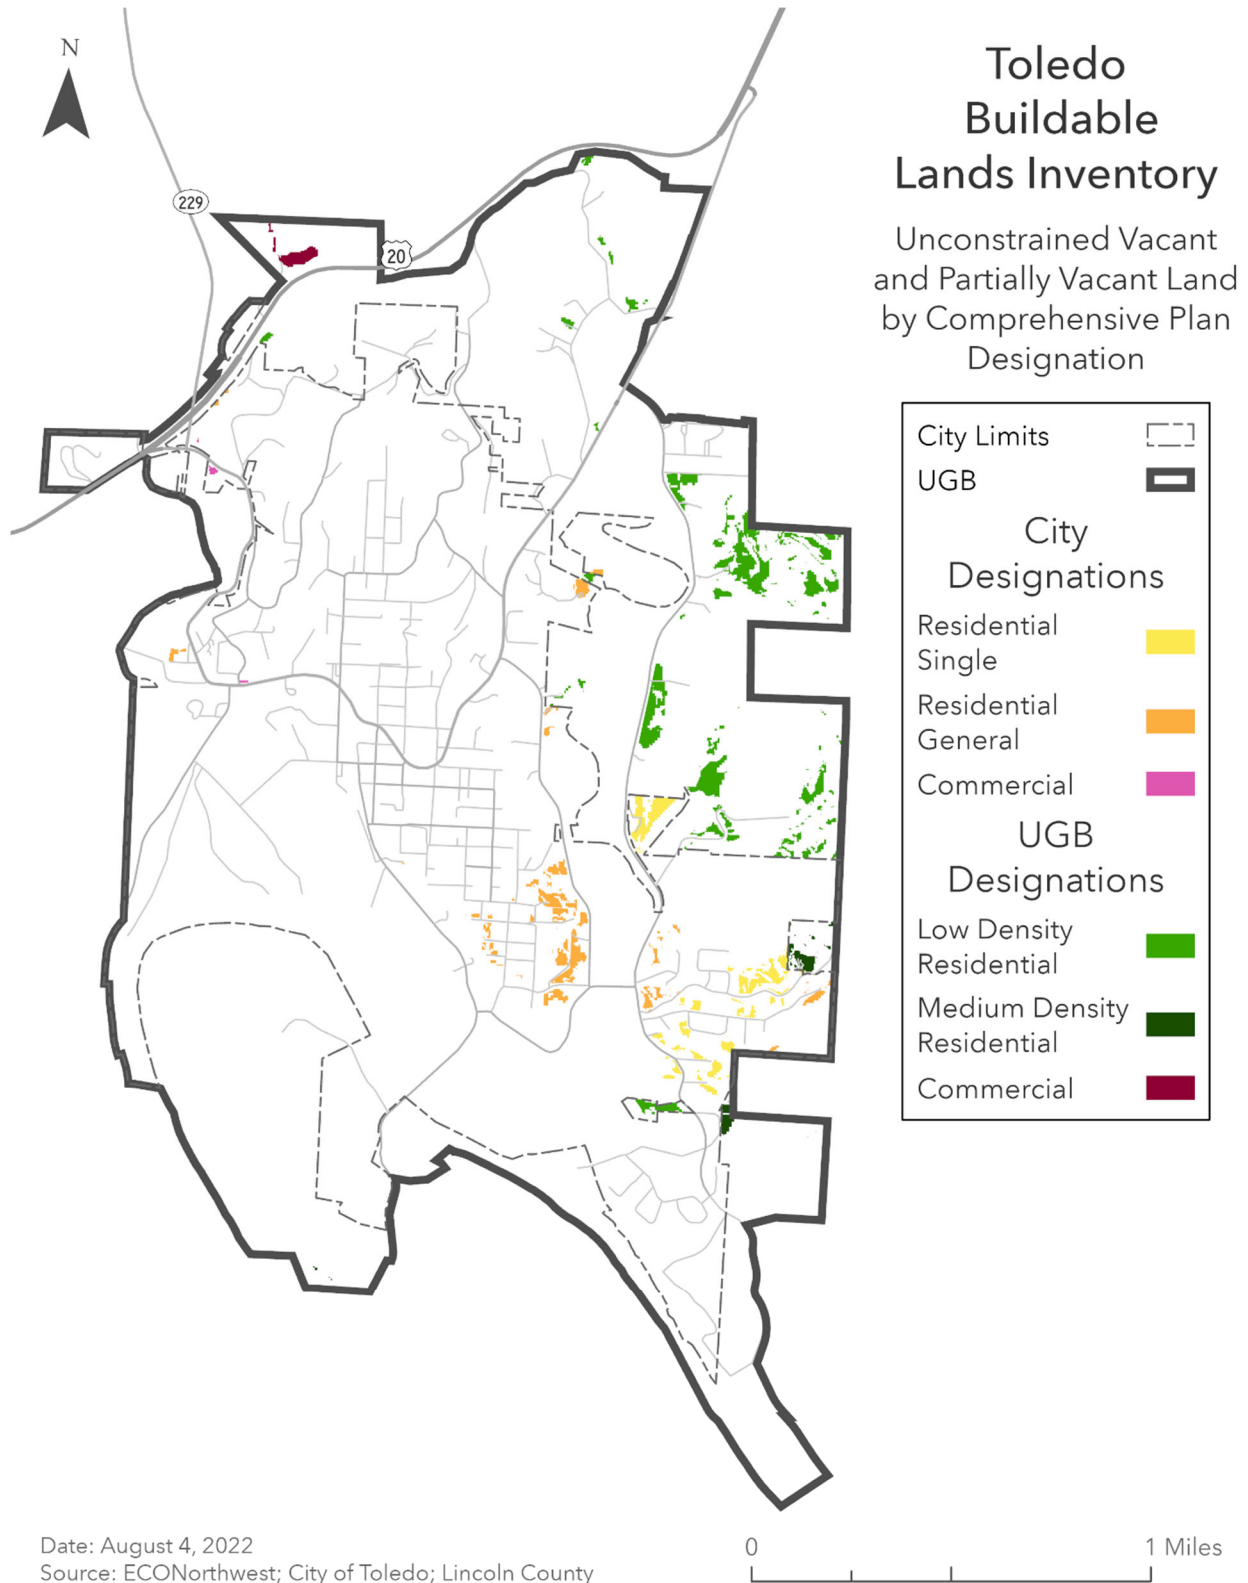 N
Toledo
Buildable
Lands Inventory
Unconstrained Vacant
and Partially Vacant Land
by Comprehensive Plan
Designation
229
20
City Limits
UGB
City
Designations
Residential
Single
Residential
General
Commercial
UGB
Designations
Low Density
Residential
Medium Density
Residential
Commercial
Date: August 4, 2022
Source: ECONorthwest; City of Toledo; Lincoln County
0
1 Miles